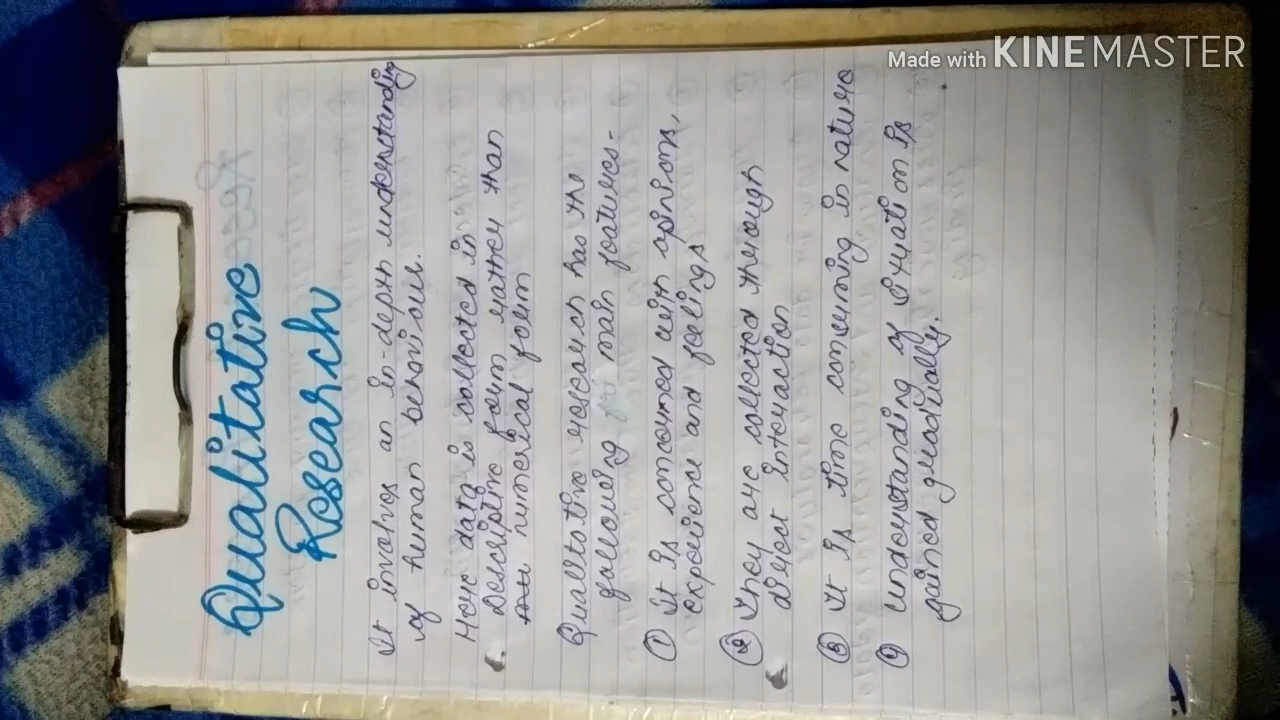 Qualitative
Research
It involves an in-depth understanding
of human behaviour.
Here data is collected in
Descriptive form rather than
numerical form
Qualitative research has the
following main features-
① It is concerned with opinions,
experience and feelings
② They are collected through
direct interaction
③ It is time consuming in nature
④ Understanding of situation is
gained gradually.
Made with KINEMASTER